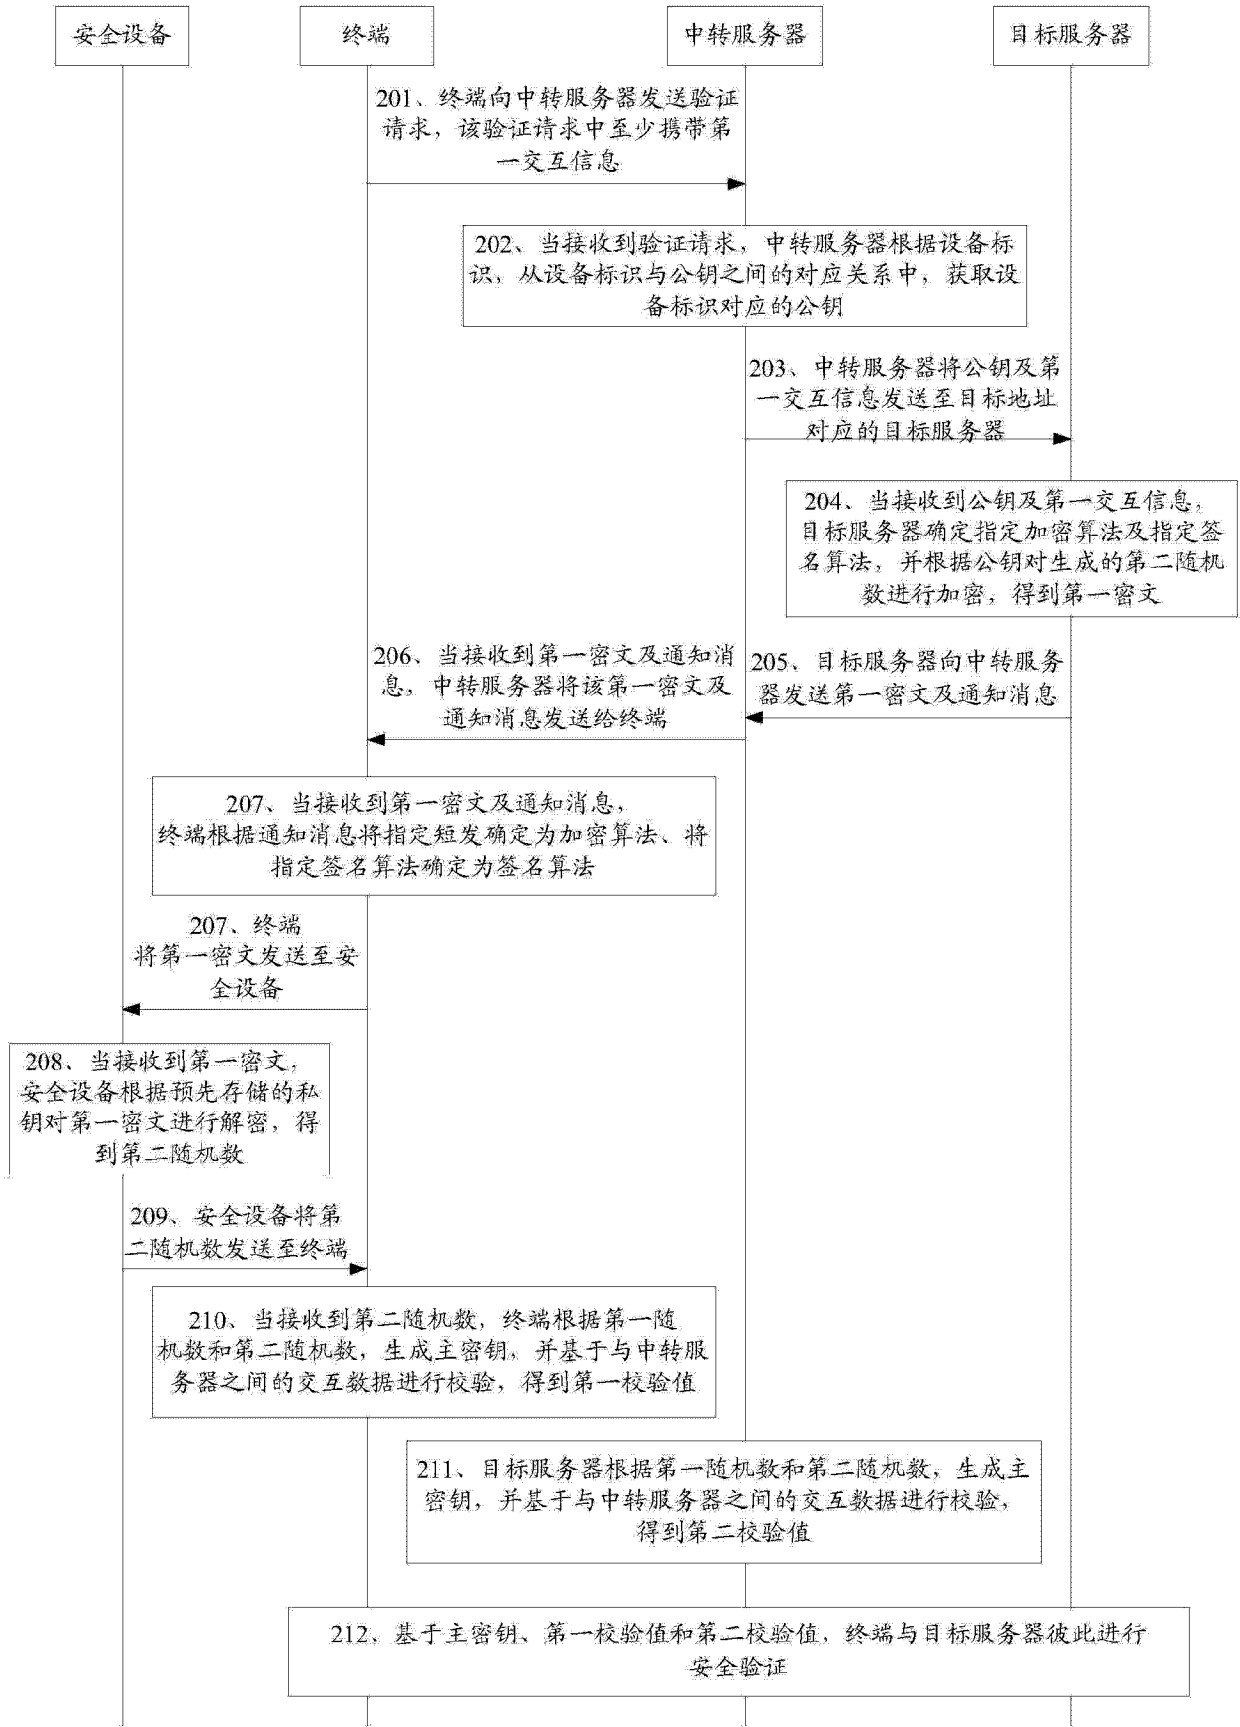 安全设备
终端
中转服务器
目标服务器
201、终端向中转服务器发送验证
请求，该验证请求中至少携带第
一交互信息
202、当接收到验证请求，中转服务器根据设备标
识，从设备标识与公钥之间的对应关系中，获取设
备标识对应的公钥
203、中转服务器将公钥及第
一交互信息发送至目标地址
对应的目标服务器
204、当接收到公钥及第一交互信息，
目标服务器确定指定加密算法及指定签
名算法，并根据公钥对生成的第二随机
数进行加密，得到第一密文
205、目标服务器向中转服务
器发送第一密文及通知消息
206、当接收到第一密文及通知消
息，中转服务器将该第一密文及
通知消息发送给终端
207、当接收到第一密文及通知消息，
终端根据通知消息将指定短发确定为加密算法、将
指定签名算法确定为签名算法
207、终端
将第一密文发送至安
全设备
208、当接收到第一密文，
安全设备根据预先存储的私
钥对第一密文进行解密，得
到第二随机数
209、安全设备将第
二随机数发送至终端
210、当接收到第二随机数，终端根据第一随
机数和第二随机数，生成主密钥，并基于与中转服
务器之间的交互数据进行校验，得到第一校验值
211、目标服务器根据第一随机数和第二随机数，生成主
密钥，并基于与中转服务器之间的交互数据进行校验，
得到第二校验值
212、基于主密钥、第一校验值和第二校验值，终端与目标服务器彼此进行
安全验证